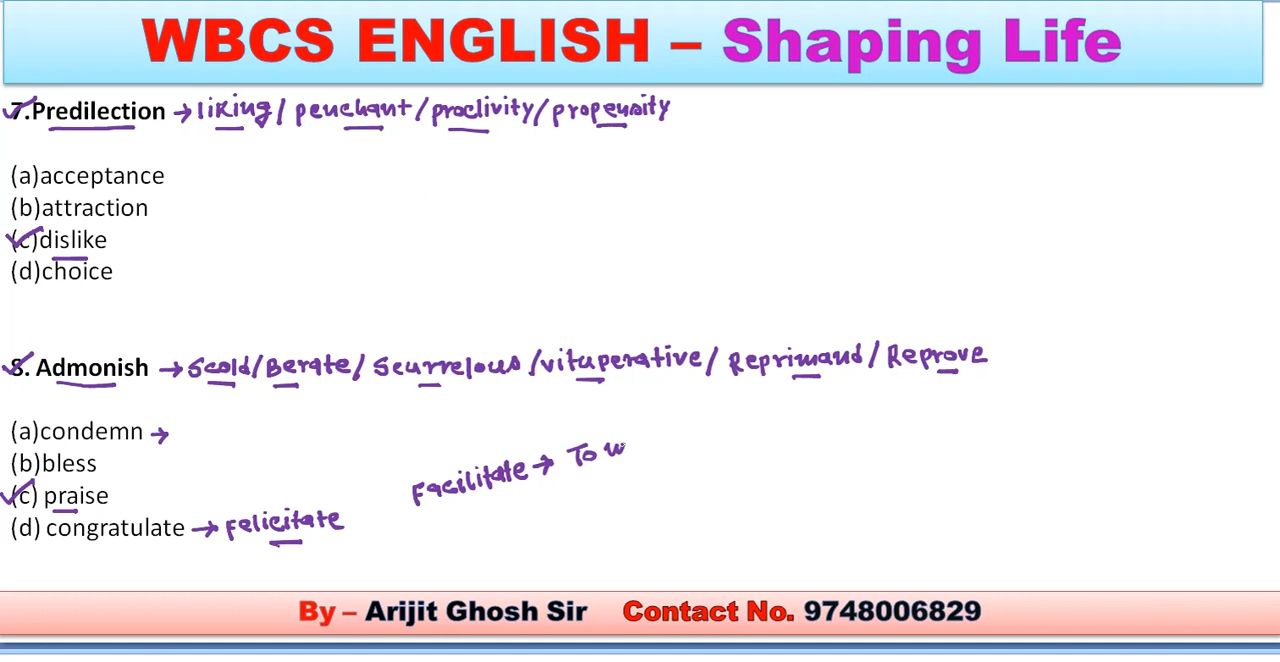 WBCS ENGLISH – Shaping Life
7.Predilection → liking/ penchant/proclivity/propensity
(a)acceptance
(b)attraction
(c)dislike
(d)choice
8. Admonish → Scold/Berate/ Scurrelous/vituperative/ Reprimand/ Reprove
(a)condemn →
(b)bless
(c) praise
(d) congratulate → Felicitate
Facilitate → To w
By – Arijit Ghosh Sir Contact No. 9748006829